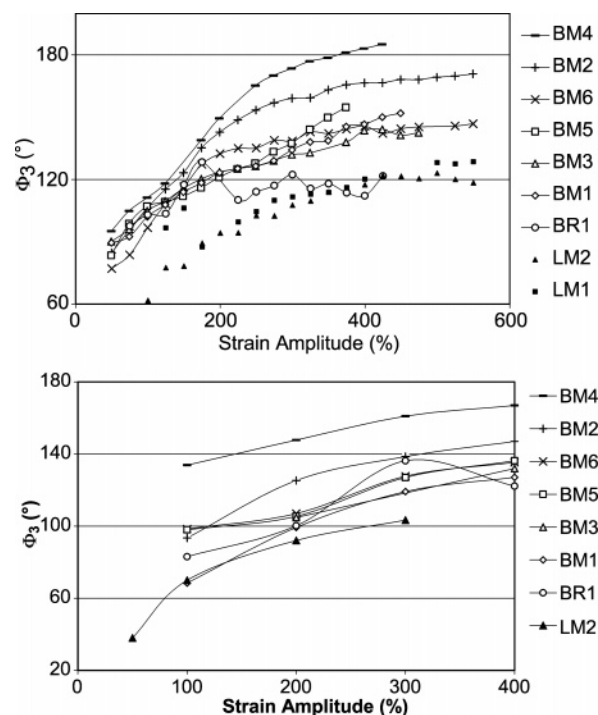 180
120
60
0
200
400
600
Φ₃ (°)
Strain Amplitude (%)
BM4
BM2
BM6
BM5
BM3
BM1
BR1
LM2
LM1
180
140
100
60
20
100
200
300
400
Φ₃ (°)
Strain Amplitude (%)
BM4
BM2
BM6
BM5
BM3
BM1
BR1
LM2